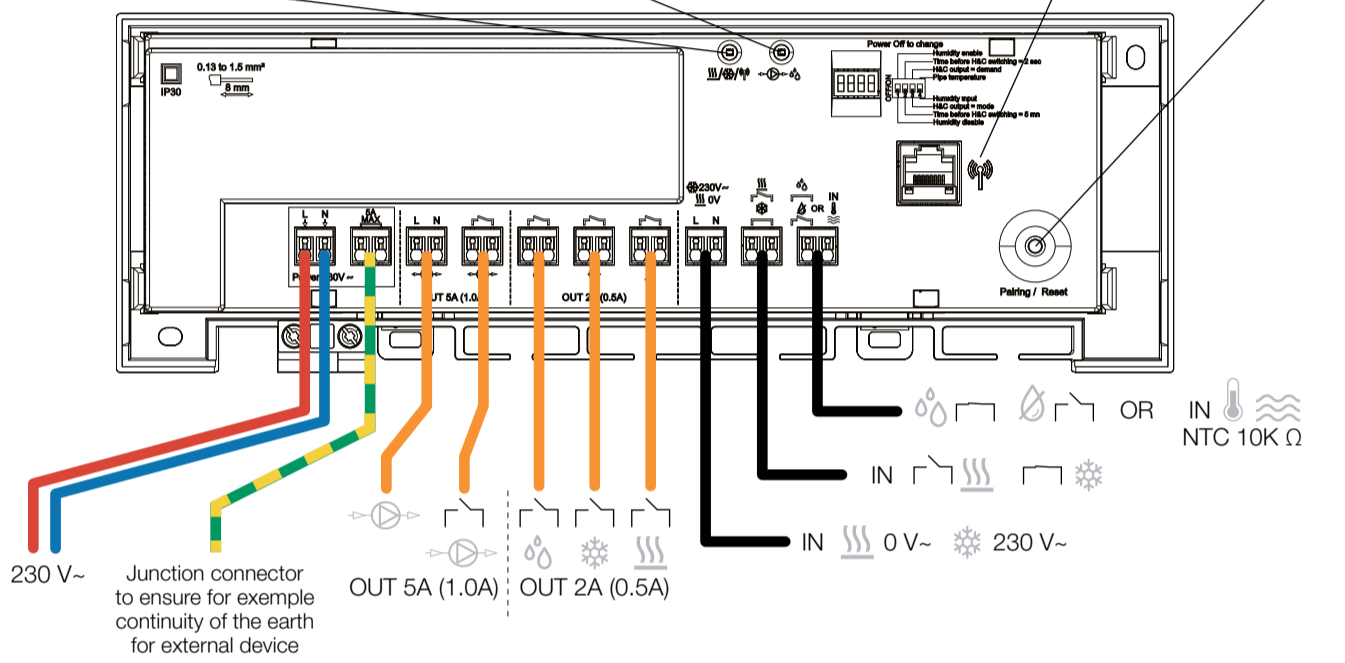 Power Off to change
Humidity enable
Time before H&C switching = 2 sec
H&C output = demand
Pipe temperature
OFF/ON
Humidity input
H&C output = mode
Time before H&C switching = 5 mn
Humidity disable
0.13 to 1.5 mm²
8 mm
IP30
230V~
0V
OR
IN
L N
5A
MAX
L N
L N
OUT 5A (1.0A)
(0.5A)
Pairing / Reset
OR
IN
NTC 10K Ω
IN
IN 0 V~ 230 V~
230 V~
Junction connector
to ensure for exemple
continuity of the earth
for external device
OUT 5A (1.0A)
OUT 2A (0.5A)